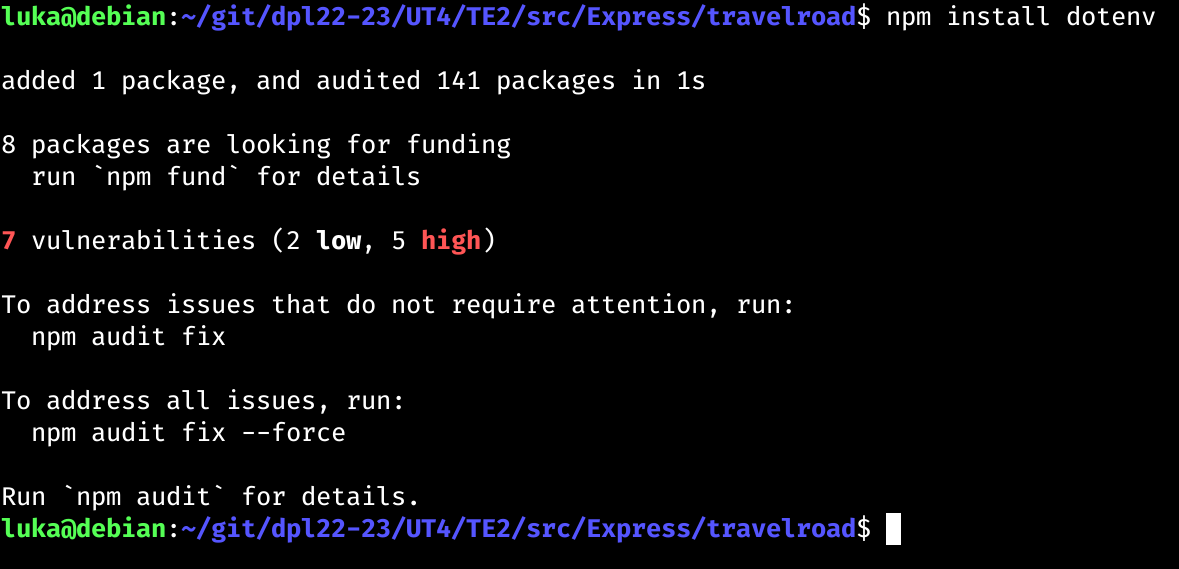 luka@debian:~/git/dpl22-23/UT4/TE2/src/Express/travelroad$ npm install dotenv
added 1 package, and audited 141 packages in 1s
8 packages are looking for funding
  run `npm fund` for details
7 vulnerabilities (2 low, 5 high)
To address issues that do not require attention, run:
  npm audit fix
To address all issues, run:
  npm audit fix --force
Run `npm audit` for details.
luka@debian:~/git/dpl22-23/UT4/TE2/src/Express/travelroad$